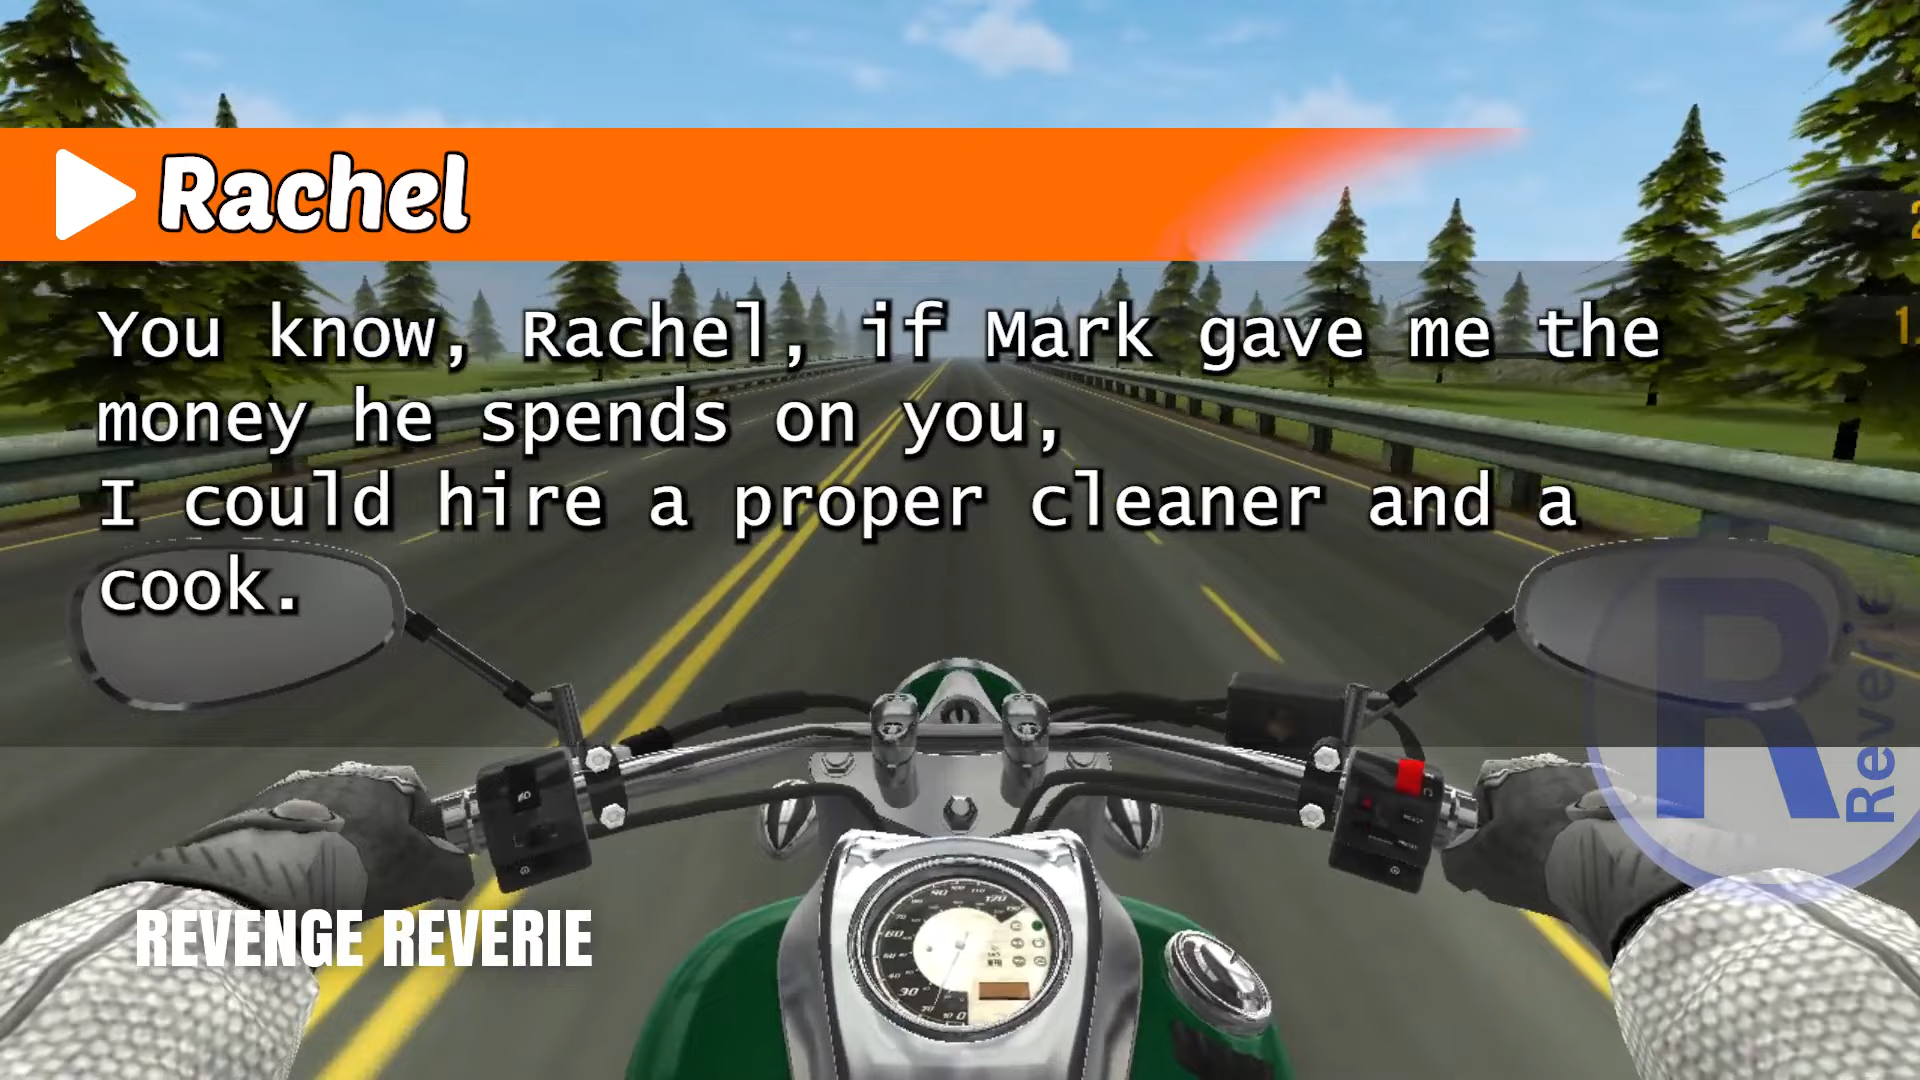 Rachel
You know, Rachel, if Mark gave me the
money he spends on you,
I could hire a proper cleaner and a
cook.
R
Reverie
REVENGE REVERIE